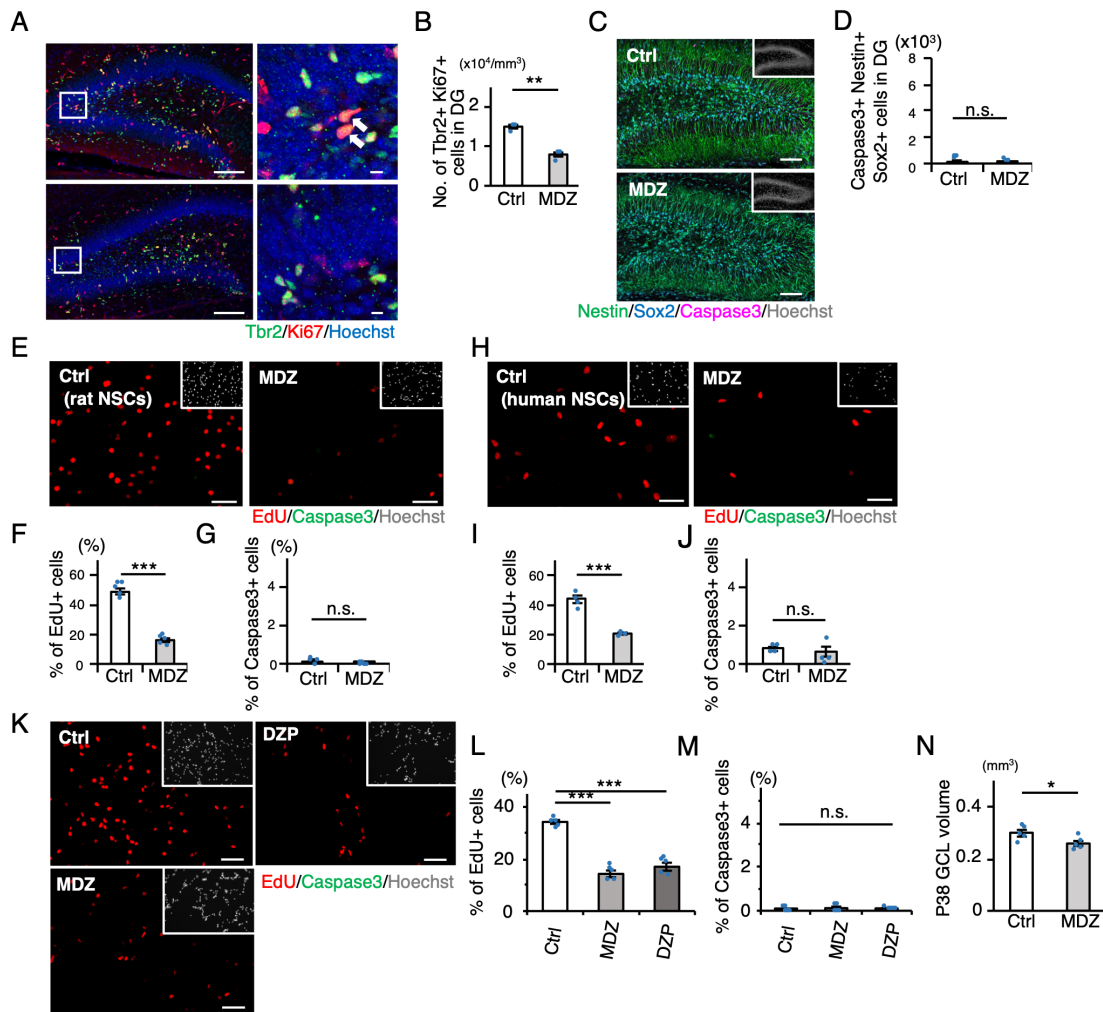 A
Tbr2/Ki67/Hoechst
B
(x10⁴/mm³)
No. of Tbr2+ Ki67+
cells in DG
2
1
0
**
Ctrl
MDZ
C
Ctrl
MDZ
Nestin/Sox2/Caspase3/Hoechst
D
(x10³)
Caspase3+ Nestin+
Sox2+ cells in DG
8
6
4
2
0
n.s.
Ctrl
MDZ
E
Ctrl
(rat NSCs)
MDZ
EdU/Caspase3/Hoechst
H
Ctrl
(human NSCs)
MDZ
EdU/Caspase3/Hoechst
F
(%)
% of EdU+ cells
60
40
20
0
***
Ctrl
MDZ
G
(%)
% of Caspase3+ cells
4
2
0
n.s.
Ctrl
MDZ
I
% of EdU+ cells
60
40
20
0
***
Ctrl
MDZ
J
% of Caspase3+ cells
4
2
0
n.s.
Ctrl
MDZ
K
Ctrl
DZP
MDZ
EdU/Caspase3/Hoechst
L
(%)
% of EdU+ cells
40
20
0
***
***
Ctrl
MDZ
DZP
M
(%)
% of Caspase3+ cells
4
2
0
n.s.
Ctrl
MDZ
DZP
N
(mm³)
P38 GCL volume
0.4
0.2
0
*
Ctrl
MDZ